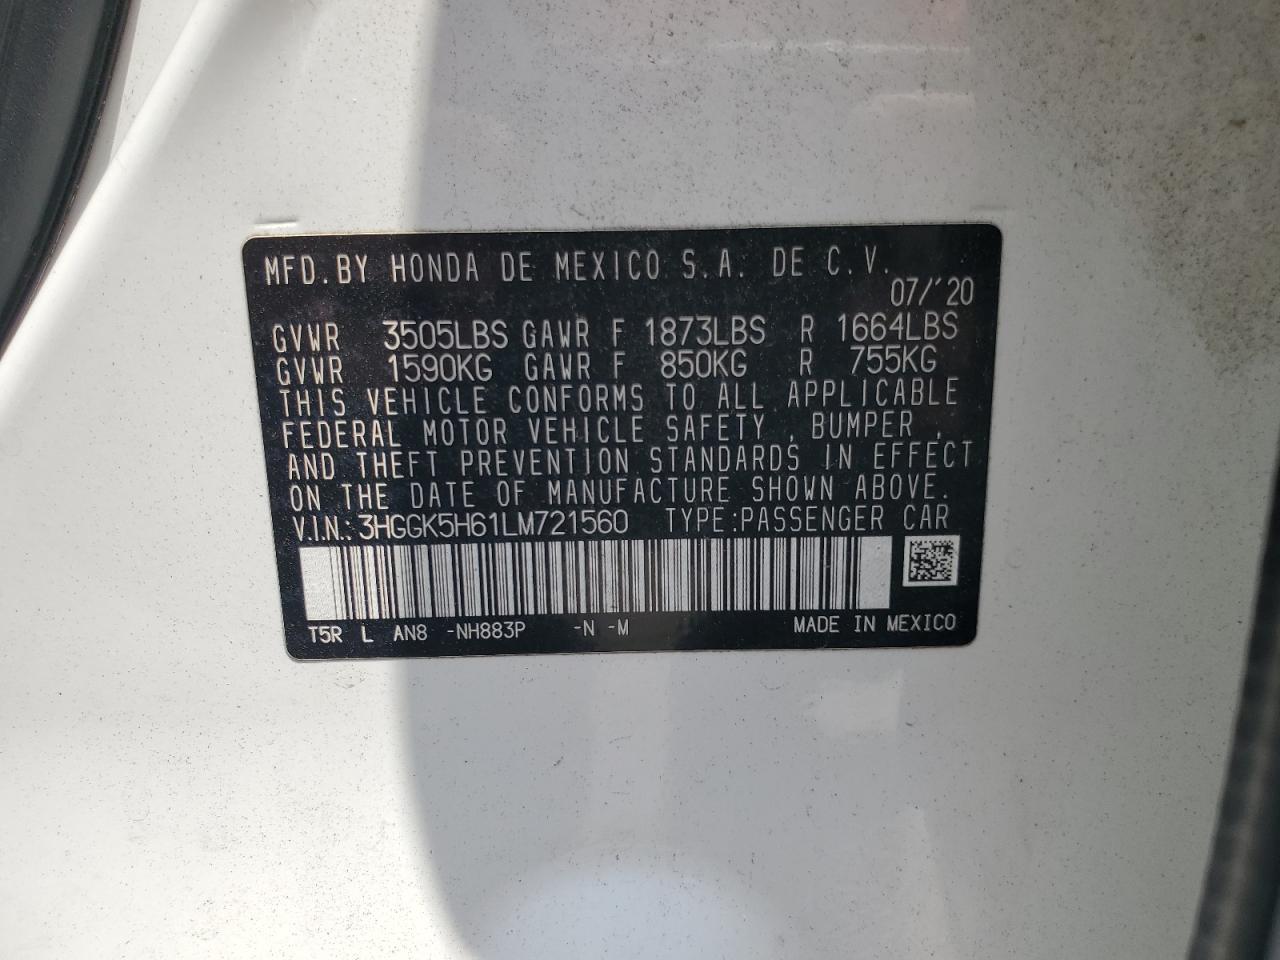 MFD.BY HONDA DE MEXICO S.A. DE C.V.
07/'20
GVWR 3505LBS GAWR F 1873LBS R 1664LBS
GVWR 1590KG GAWR F 850KG R 755KG
THIS VEHICLE CONFORMS TO ALL APPLICABLE
FEDERAL MOTOR VEHICLE SAFETY , BUMPER ,
AND THEFT PREVENTION STANDARDS IN EFFECT
ON THE DATE OF MANUFACTURE SHOWN ABOVE.
V.I.N.: 3HGGK5H61LM721560 TYPE:PASSENGER CAR
T5R L AN8 -NH883P -N -M MADE IN MEXICO